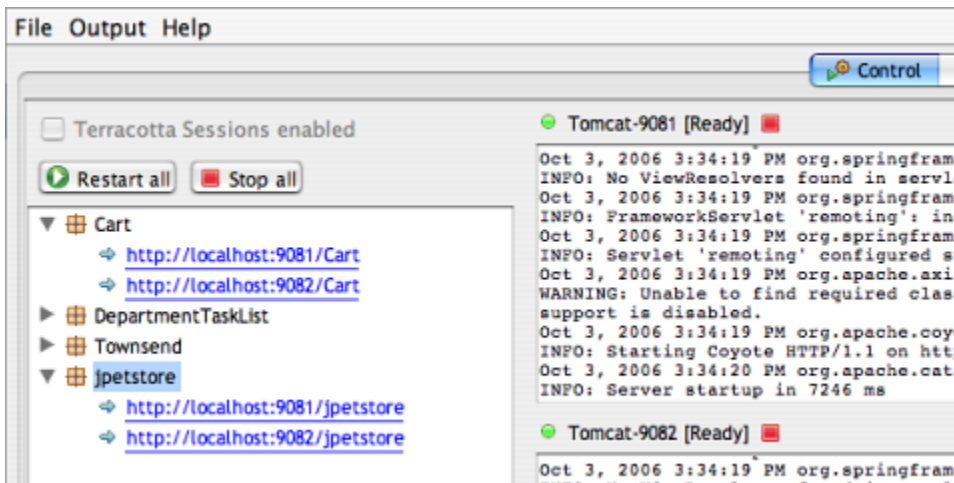 File Output Help
Control
Terracotta Sessions enabled
Restart all Stop all
Cart
http://localhost:9081/Cart
http://localhost:9082/Cart
DepartmentTaskList
Townsend
jpetstore
http://localhost:9081/jpetstore
http://localhost:9082/jpetstore
Tomcat-9081 [Ready]
Oct 3, 2006 3:34:19 PM org.springfram
INFO: No ViewResolvers found in servl
Oct 3, 2006 3:34:19 PM org.springfram
INFO: FrameworkServlet 'remoting': in
Oct 3, 2006 3:34:19 PM org.springfram
INFO: Servlet 'remoting' configured s
Oct 3, 2006 3:34:19 PM org.apache.axi
WARNING: Unable to find required clas
support is disabled.
Oct 3, 2006 3:34:19 PM org.apache.coy
INFO: Starting Coyote HTTP/1.1 on htt
Oct 3, 2006 3:34:20 PM org.apache.cat
INFO: Server startup in 7246 ms
Tomcat-9082 [Ready]
Oct 3, 2006 3:34:19 PM org.springfram